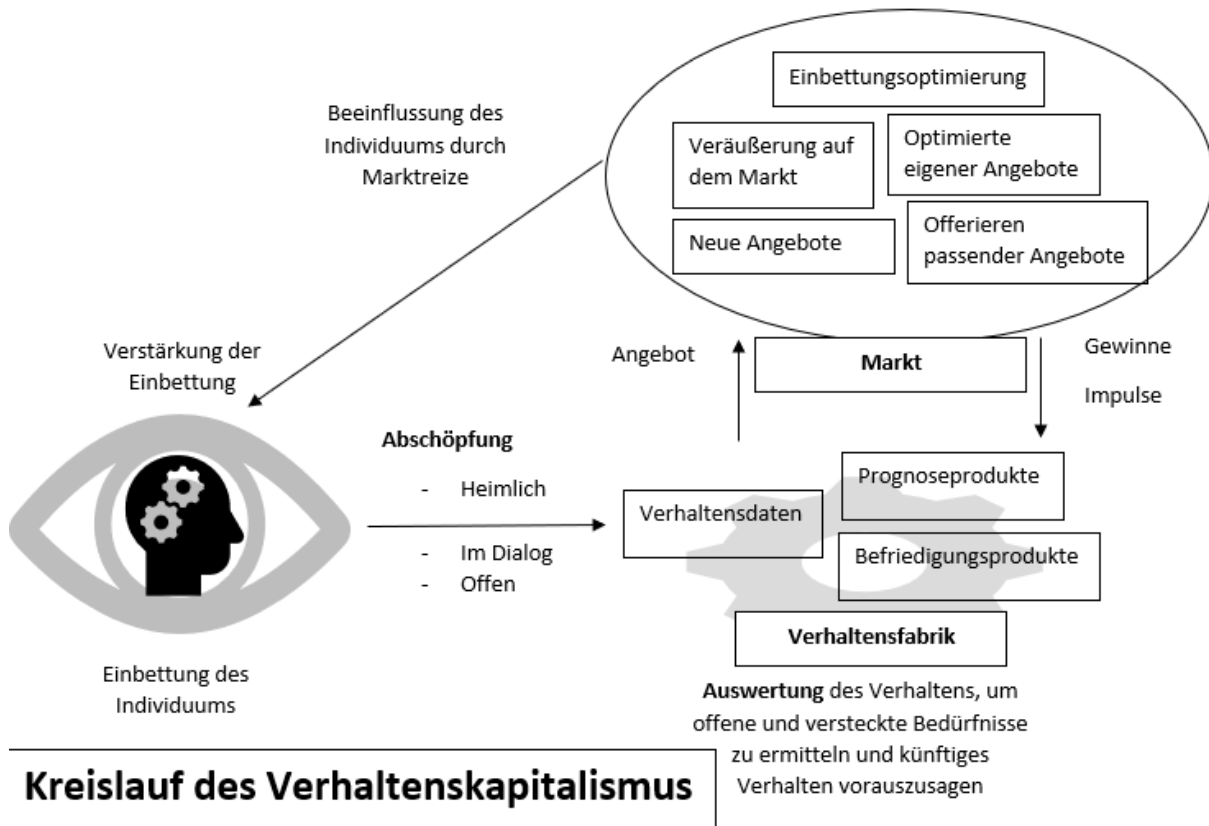 Einbettungsoptimierung
Beeinflussung des
Individuums durch
Marktreize
Veräußerung auf
dem Markt
Optimierte
eigener Angebote
Neue Angebote
Offerieren
passender Angebote
Verstärkung der
Einbettung
Angebot
Markt
Gewinne
Impulse
Abschöpfung
- Heimlich
- Im Dialog
- Offen
Verhaltensdaten
Prognoseprodukte
Befriedigungsprodukte
Verhaltensfabrik
Einbettung des
Individuums
Auswertung des Verhaltens, um
offene und versteckte Bedürfnisse
zu ermitteln und künftiges
Verhalten vorauszusagen
Kreislauf des Verhaltenskapitalismus